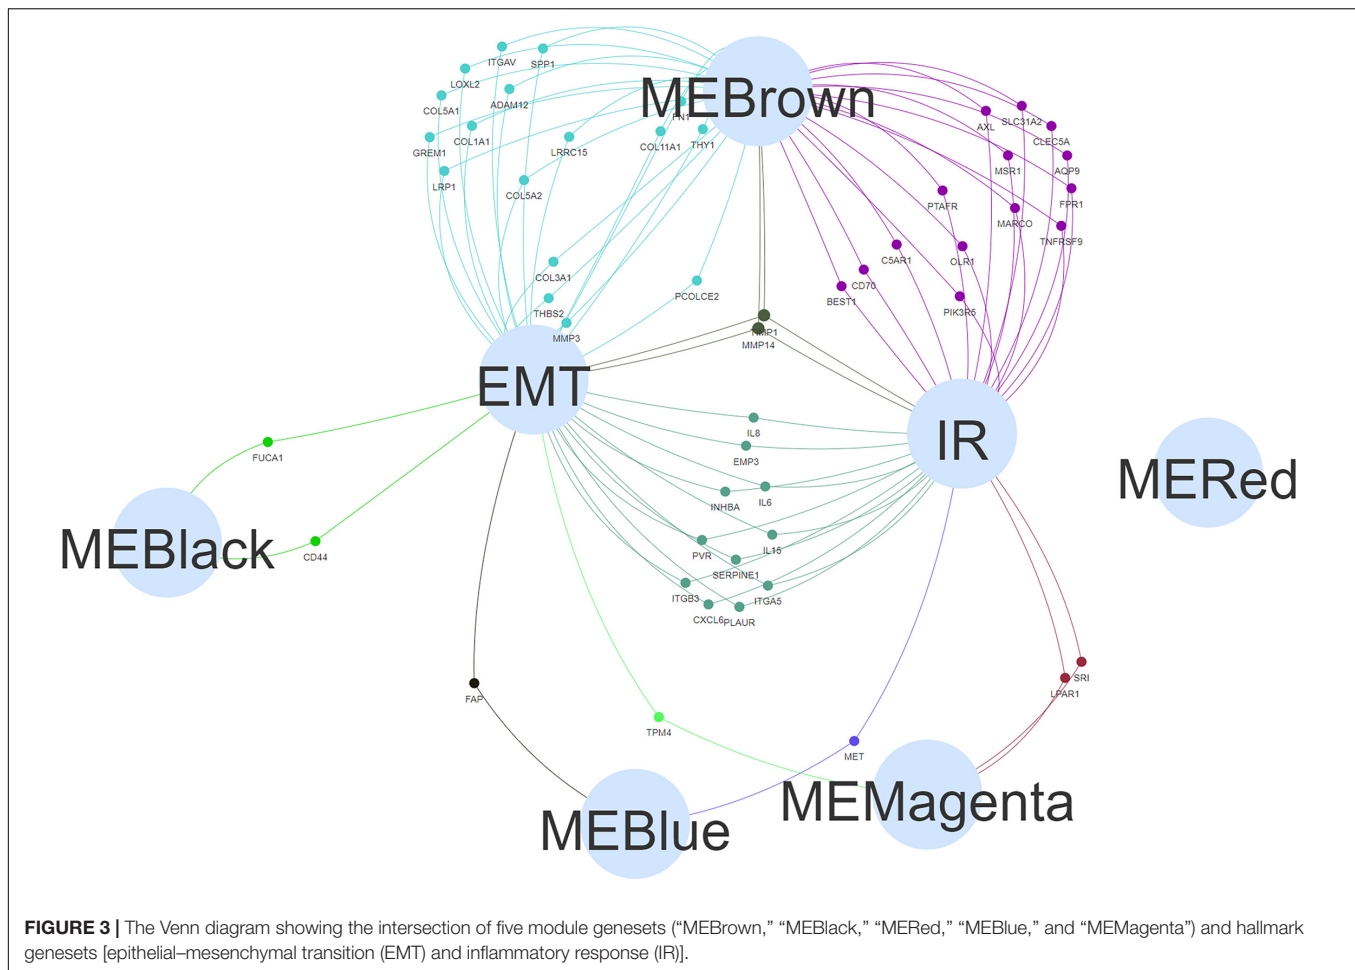 ITGAV
SPP1
LOXL2
ADAM12
COL5A1
COL1A1
GREM1
LRP1
LRRC15
COL5A2
MEBrown
FN1
COL11A1
THY1
AXL
SLC31A2
CLEC5A
MSR1
AQP9
PTAFR
FPR1
MARCO
TNFRSF9
C5AR1
OLR1
CD70
BEST1
PIK3R5
COL3A1
THBS2
MMP3
PCOLCE2
TIMP1
MMP14
EMT
IR
MERed
IL8
EMP3
INHBA
IL6
PVR
IL15
SERPINE1
ITGB3
ITGA5
CXCL6
PLAUR
FUCA1
MEBlack
CD44
FAP
TPM4
MET
SRI
LPAR1
MEBlue
MEMagenta
FIGURE 3 | The Venn diagram showing the intersection of five module genesets (“MEBrown,” “MEBlack,” “MERed,” “MEBlue,” and “MEMagenta”) and hallmark
genesets [epithelial–mesenchymal transition (EMT) and inflammatory response (IR)].